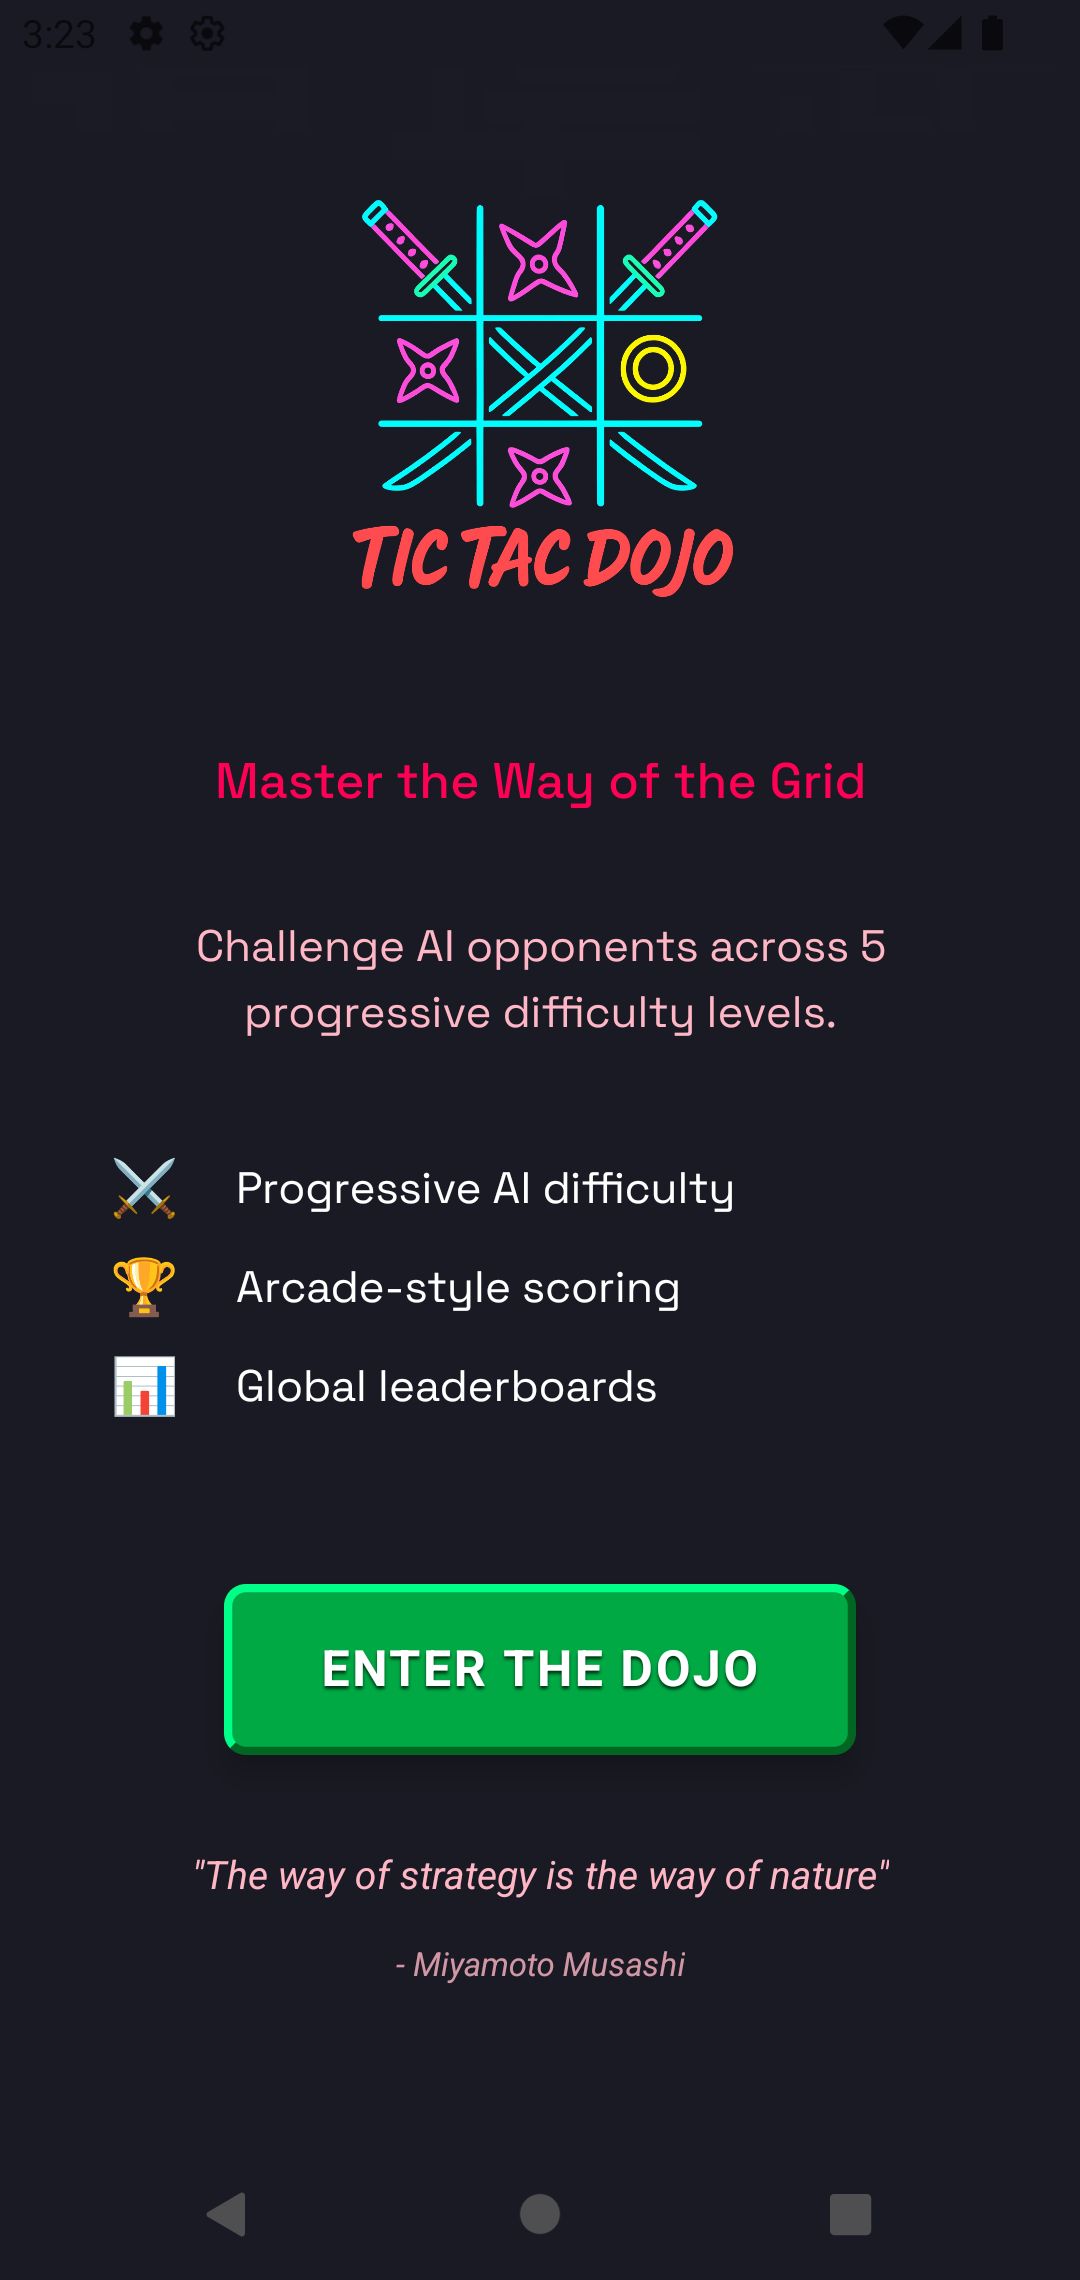 3:23
TIC TAC DOJO
Master the Way of the Grid
Challenge AI opponents across 5
progressive difficulty levels.
Progressive AI difficulty
Arcade-style scoring
Global leaderboards
ENTER THE DOJO
"The way of strategy is the way of nature"
- Miyamoto Musashi